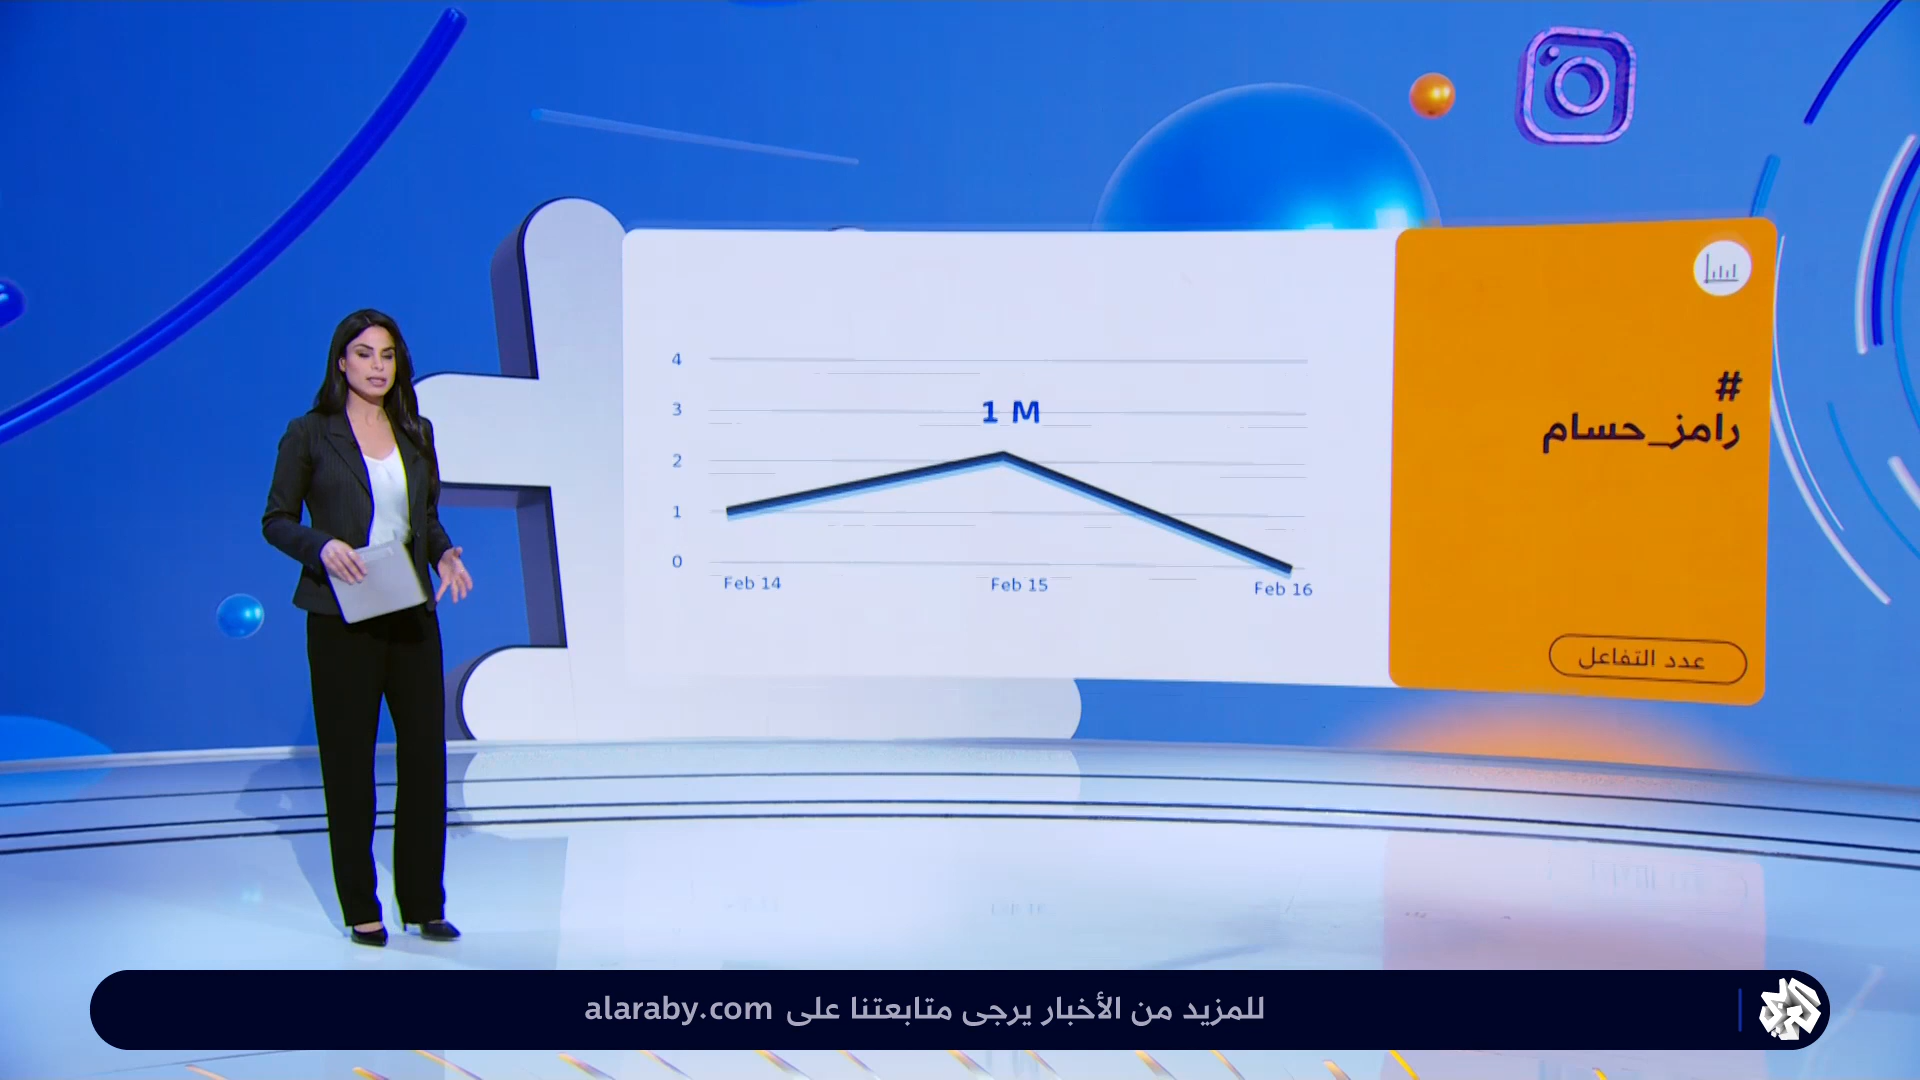 #
رامز_حسام
عدد التفاعل
4
3
2
1
0
1 M
Feb 14
Feb 15
Feb 16
للمزيد من الأخبار يرجى متابعتنا على alaraby.com